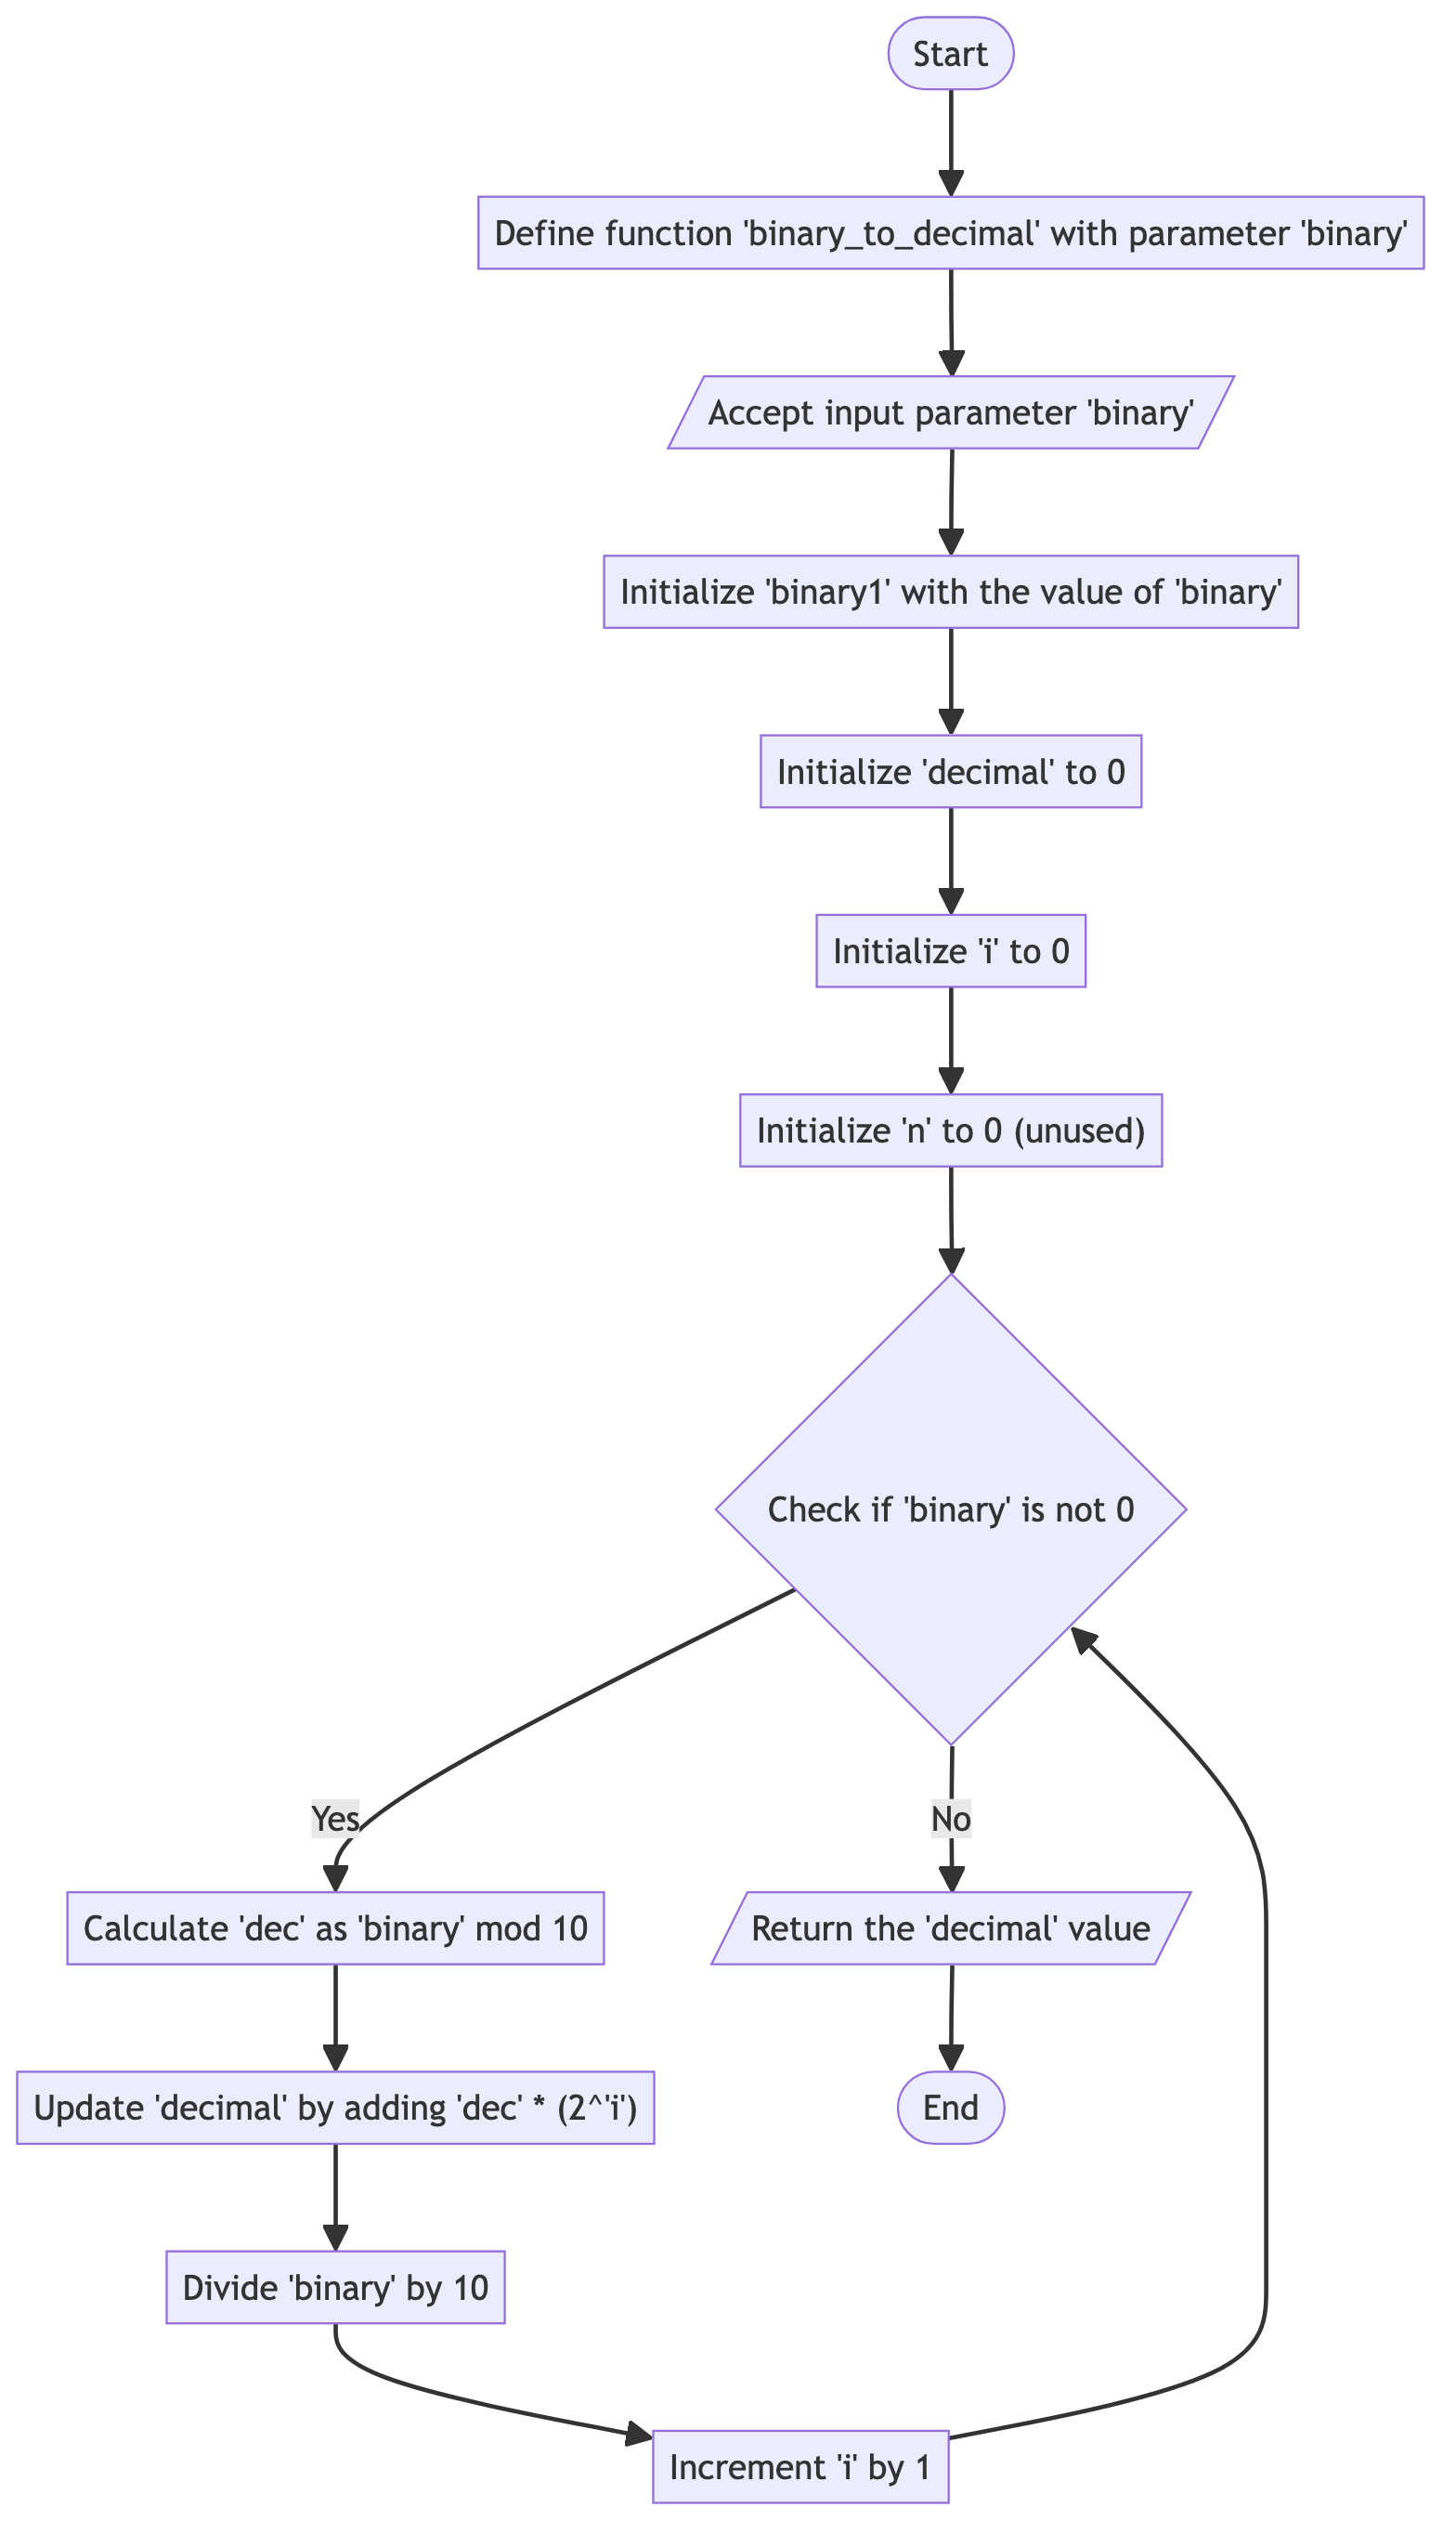 Start
Define function 'binary_to_decimal' with parameter 'binary'
Accept input parameter 'binary'
Initialize 'binary1' with the value of 'binary'
Initialize 'decimal' to 0
Initialize 'i' to 0
Initialize 'n' to 0 (unused)
Check if 'binary' is not 0
Yes
No
Calculate 'dec' as 'binary' mod 10
Return the 'decimal' value
Update 'decimal' by adding 'dec' * (2^'i')
End
Divide 'binary' by 10
Increment 'i' by 1